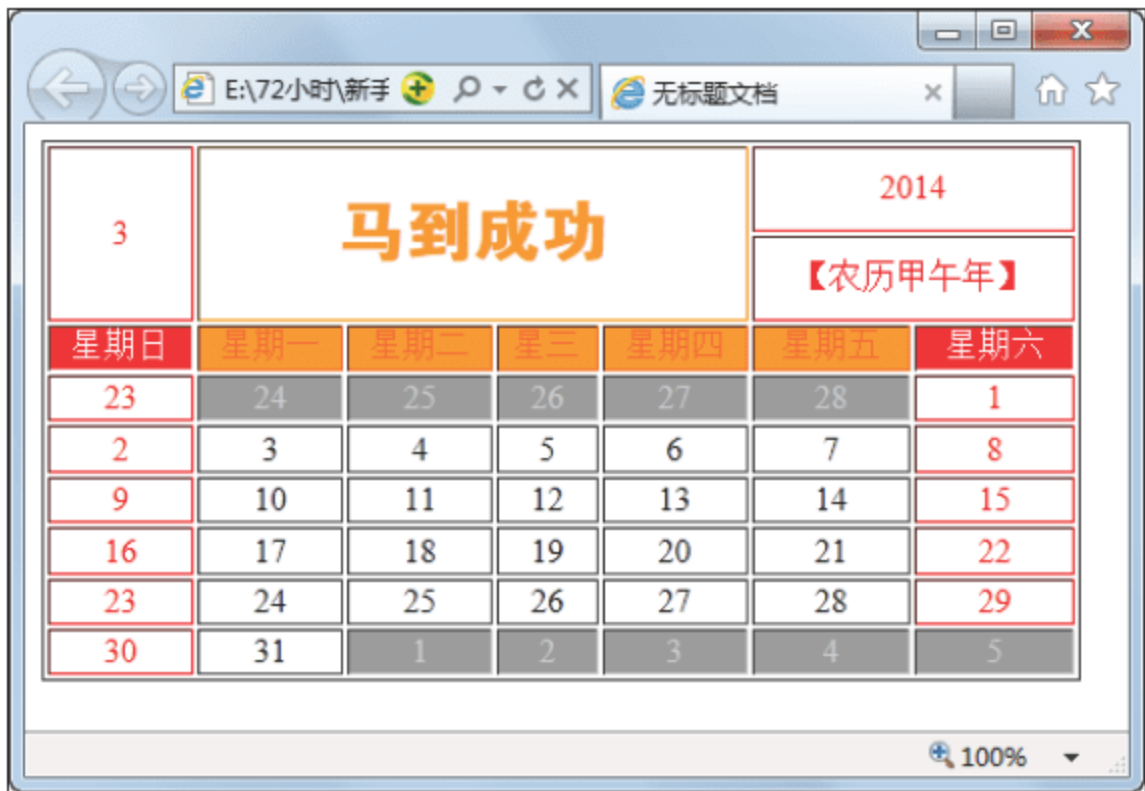 E:\72小时\新手
无标题文档
3
马到成功
2014
【农历甲午年】
星期日 星期一 星期二 星三 星期四 星期五 星期六
23 24 25 26 27 28 1
2 3 4 5 6 7 8
9 10 11 12 13 14 15
16 17 18 19 20 21 22
23 24 25 26 27 28 29
30 31 1 2 3 4 5
100%